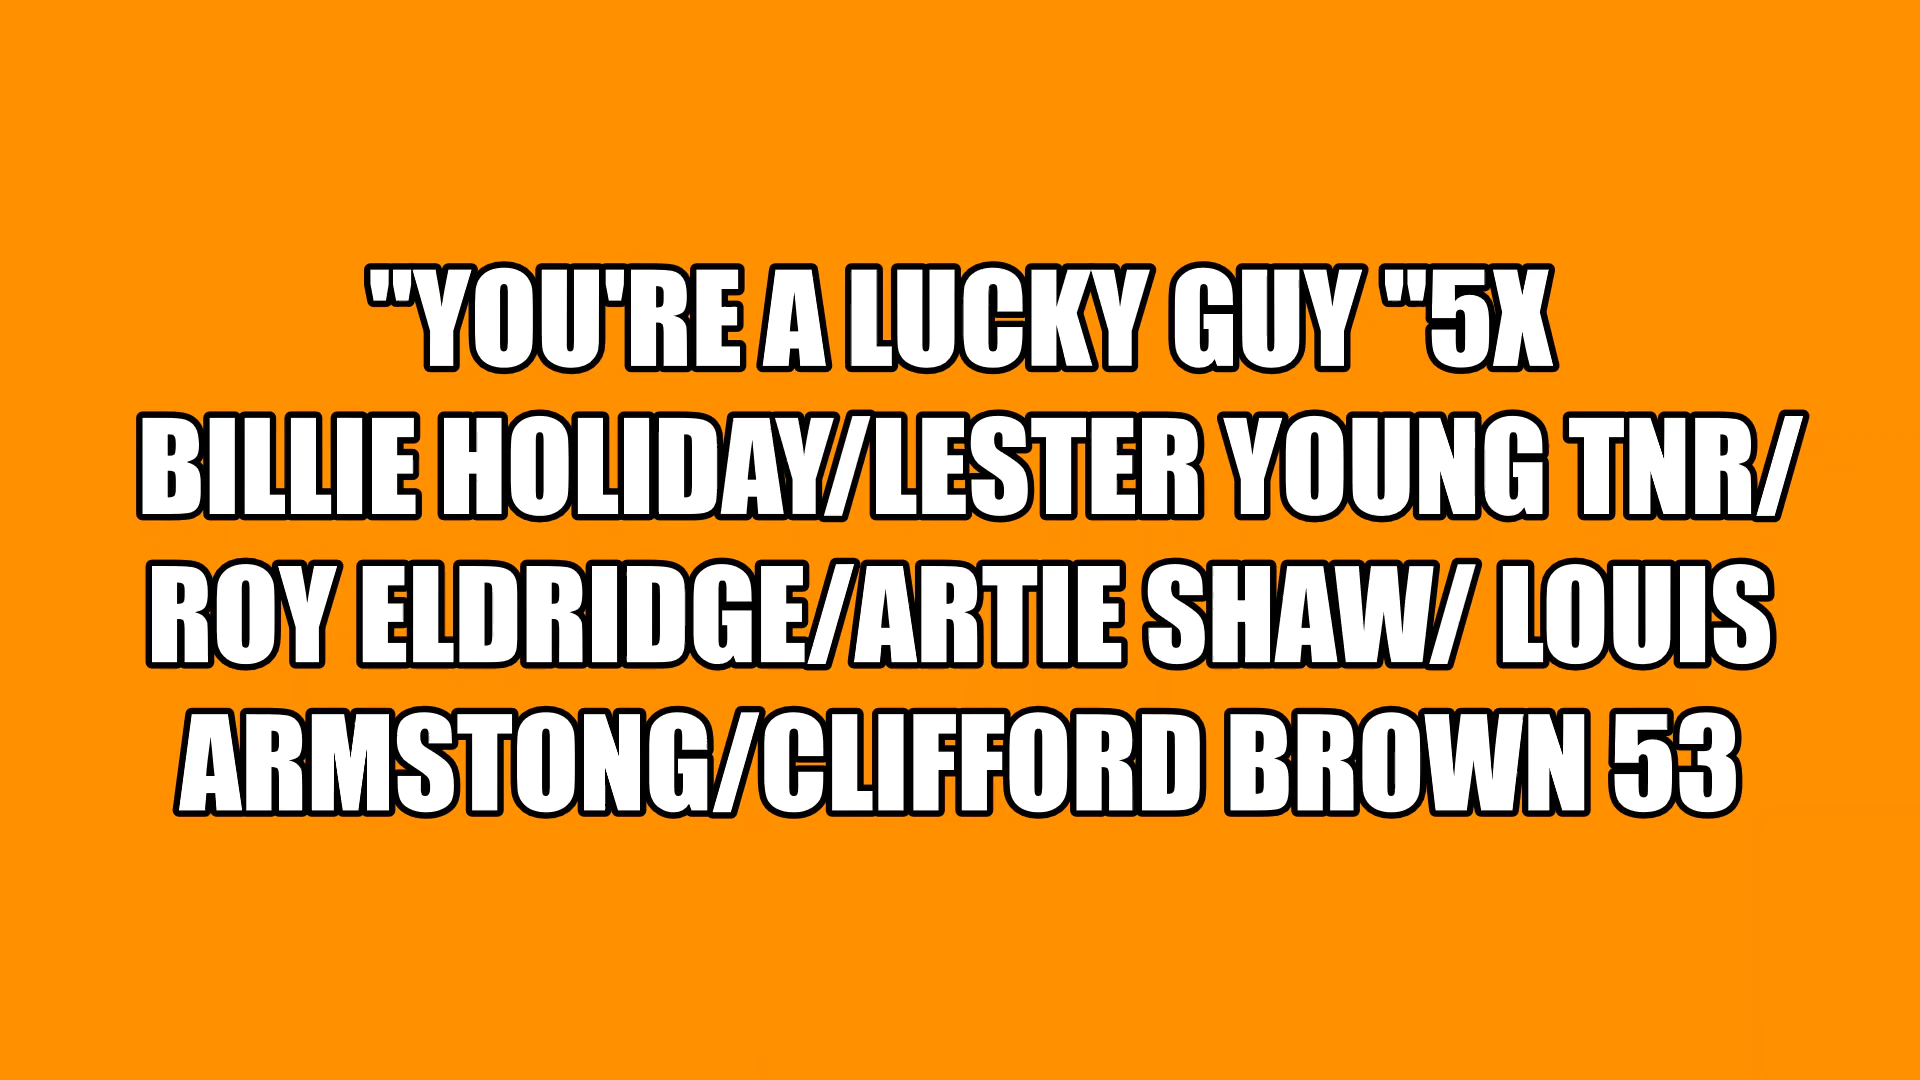 "YOU'RE A LUCKY GUY "5X
BILLIE HOLIDAY/LESTER YOUNG TNR/
ROY ELDRIDGE/ARTIE SHAW/ LOUIS
ARMSTONG/CLIFFORD BROWN 53